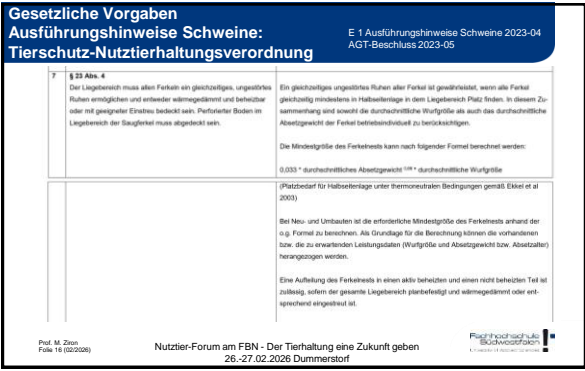 Gesetzliche Vorgaben
Ausführungshinweise Schweine:
Tierschutz-Nutztierhaltungsverordnung
E 1 Ausführungshinweise Schweine 2023-04
AGT-Beschluss 2023-05
7 § 23 Abs. 4
Der Liegebereich muss allen Ferkeln ein gleichzeitiges, ungestörtes
Ruhen ermöglichen und entweder wärmegedämmt und beheizbar
oder mit geeigneter Einstreu bedeckt sein. Perforierter Boden im
Liegebereich der Saugferkel muss abgedeckt sein.
Ein gleichzeitiges ungestörtes Ruhen aller Ferkel ist gewährleistet, wenn alle Ferkel
gleichzeitig mindestens in Halbseitenlage in dem Liegebereich Platz finden. In diesem Zu-
sammenhang sind sowohl die Wurfgröße als auch das durchschnittliche
Absetzgewicht der Ferkel betriebsindividuell zu berücksichtigen.
Die Mindestgröße des Ferkelnests kann nach folgender Formel berechnet werden:
0,033 * durchschnittliches Absetzgewicht * durchschnittliche Wurfgröße
(Platzbedarf für Halbseitenlage unter thermoneutralen Bedingungen gemäß Ekkel et al
2003)
Bei Neu- und Umbauten ist die erforderliche Mindestgröße des Ferkelnests anhand der
o.g. Formel zu berechnen. Als Grundlage für die Berechnung können die vorhandenen
bzw. die zu erwartenden Leistungsdaten (Wurfgröße und Absetzgewicht bzw. Absetzalter)
herangezogen werden.
Eine Aufteilung des Ferkelnests in einen aktiv beheizten und einen nicht beheizten Teil ist
zulässig, sofern der gesamte Liegebereich planbefestigt und wärmegedämmt oder ent-
sprechend eingestreut ist.
Prof. M. Ziron
Folie 16 (02/2026)
Nutztier-Forum am FBN - Der Tierhaltung eine Zukunft geben
26.-27.02.2026 Dummerstorf
Fachhochschule
Südwestfalen
University of Applied Sciences